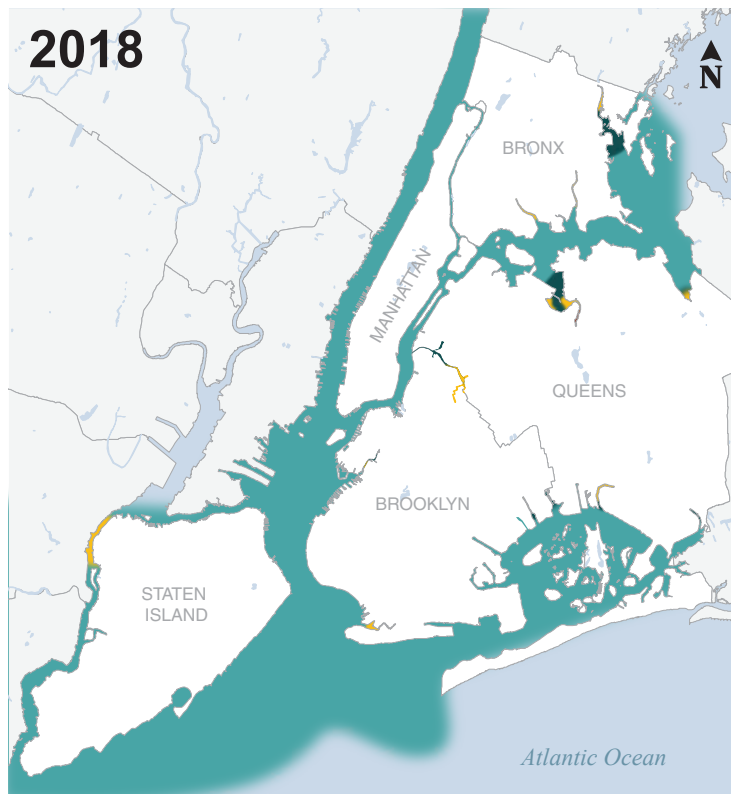 2018
N
BRONX
MANHATTAN
QUEENS
BROOKLYN
STATEN
ISLAND
Atlantic Ocean